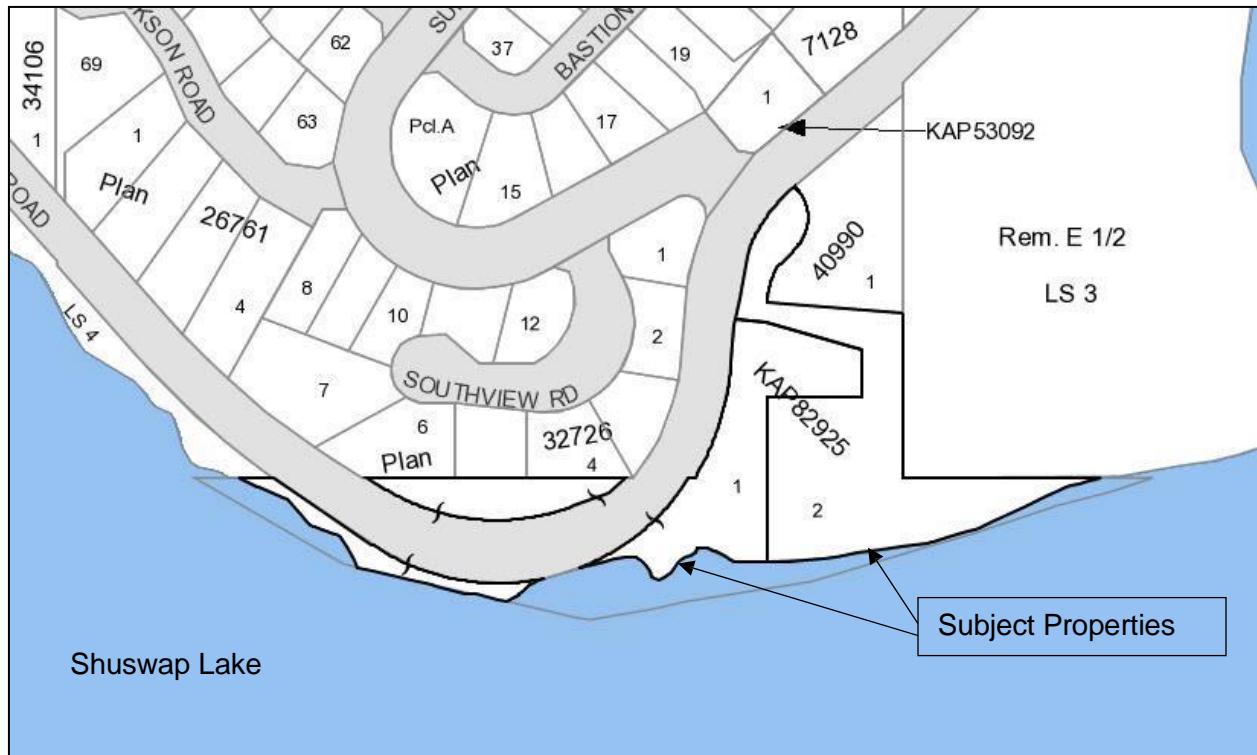 KSON ROAD
SU
62
37
BASTION
19
7128
34106
69
1
1
63
Pcl.A
17
1
KAP53092
Plan
Plan
15
ROAD
26761
1
40990
1
Rem. E 1/2
LS 3
LS 4
4
8
10
12
2
7
SOUTHVIEW RD
KAP82925
6
32726
Plan
4
1
2
Subject Properties
Shuswap Lake